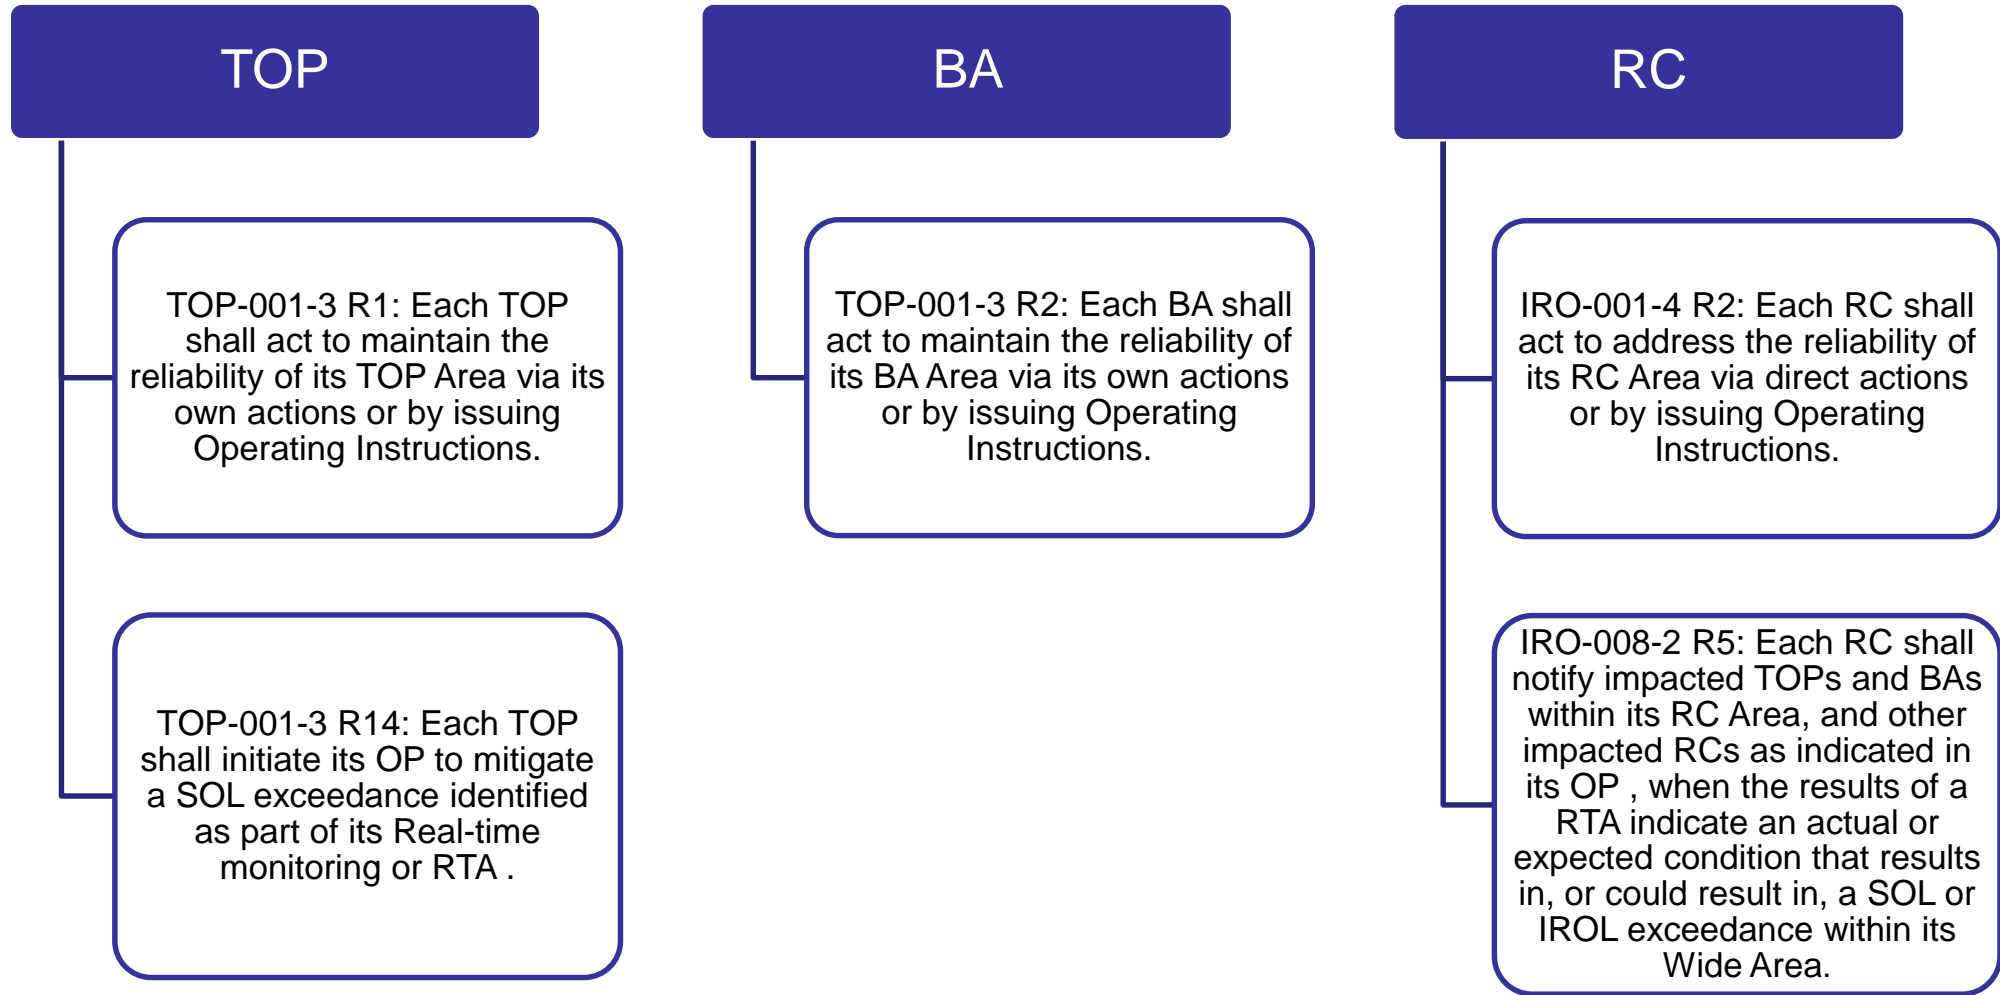 TOP
TOP-001-3 R1: Each TOP
shall act to maintain the
reliability of its TOP Area via its
own actions or by issuing
Operating Instructions.
TOP-001-3 R14: Each TOP
shall initiate its OP to mitigate
a SOL exceedance identified
as part of its Real-time
monitoring or RTA .
BA
TOP-001-3 R2: Each BA shall
act to maintain the reliability of
its BA Area via its own actions
or by issuing Operating
Instructions.
RC
IRO-001-4 R2: Each RC shall
act to address the reliability of
its RC Area via direct actions
or by issuing Operating
Instructions.
IRO-008-2 R5: Each RC shall
notify impacted TOPs and BAs
within its RC Area, and other
impacted RCs as indicated in
its OP , when the results of a
RTA indicate an actual or
expected condition that results
in, or could result in, a SOL or
IROL exceedance within its
Wide Area.